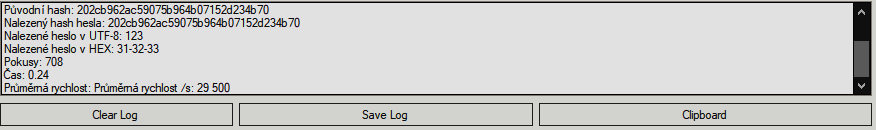 Původní hash: 202cb962ac59075b964b07152d234b70
Nalezený hash hesla: 202cb962ac59075b964b07152d234b70
Nalezené heslo v UTF-8: 123
Nalezené heslo v HEX: 31-32-33
Pokusy: 708
Čas: 0.24
Průměrná rychlost: Průměrná rychlost /s: 29 500
Clear Log
Save Log
Clipboard